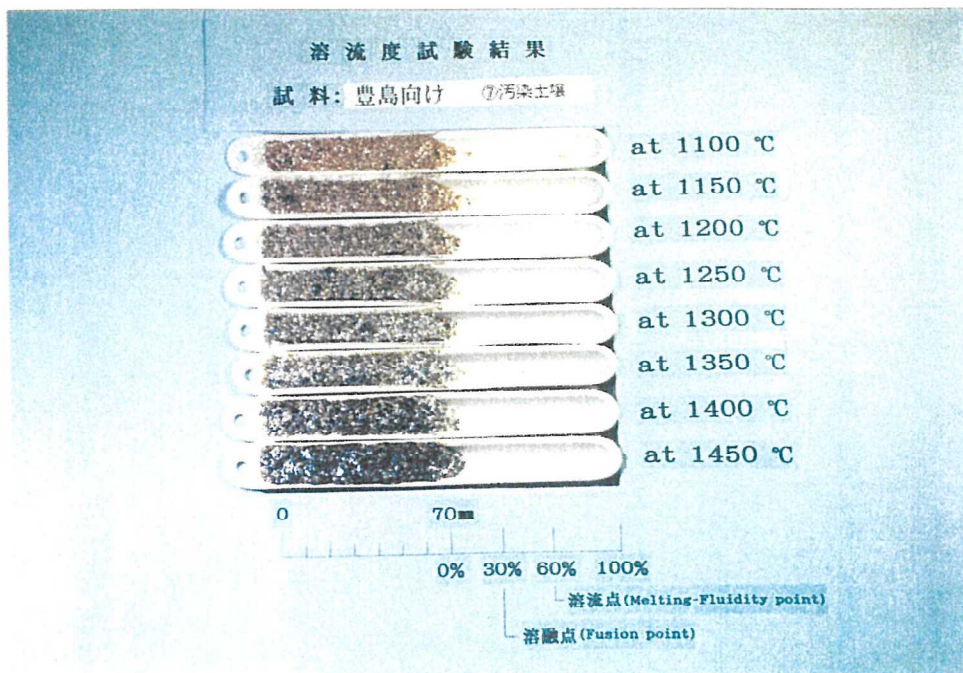 溶流度試験結果
試料: 豊島向け ⑦汚染土壌
at 1100 ℃
at 1150 ℃
at 1200 ℃
at 1250 ℃
at 1300 ℃
at 1350 ℃
at 1400 ℃
at 1450 ℃
0 70㎜
0% 30% 60% 100%
溶流点(Melting-Fluidity point)
溶融点(Fusion point)